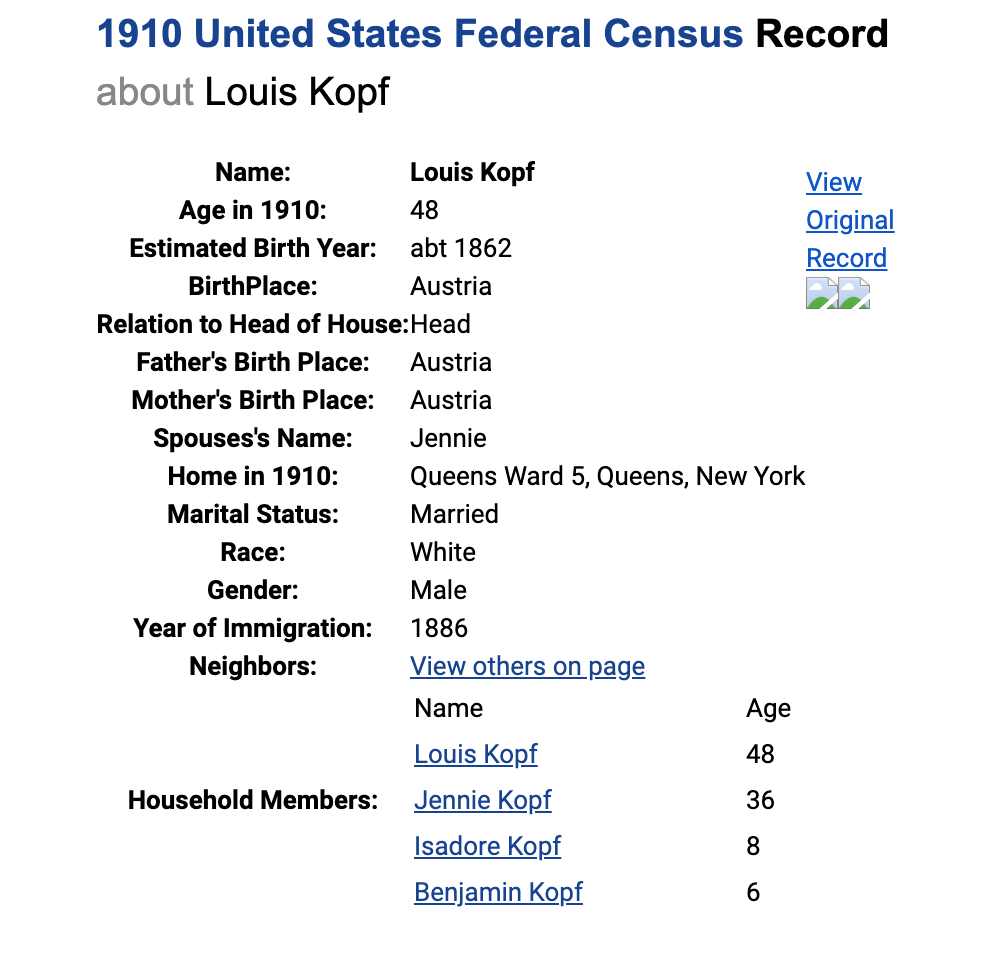 1910 United States Federal Census Record
about Louis Kopf
Name: Louis Kopf
Age in 1910: 48
Estimated Birth Year: abt 1862
BirthPlace: Austria
Relation to Head of House: Head
Father's Birth Place: Austria
Mother's Birth Place: Austria
Spouses's Name: Jennie
Home in 1910: Queens Ward 5, Queens, New York
Marital Status: Married
Race: White
Gender: Male
Year of Immigration: 1886
Neighbors: View others on page
Household Members:
Name Age
Louis Kopf 48
Jennie Kopf 36
Isadore Kopf 8
Benjamin Kopf 6
View
Original
Record